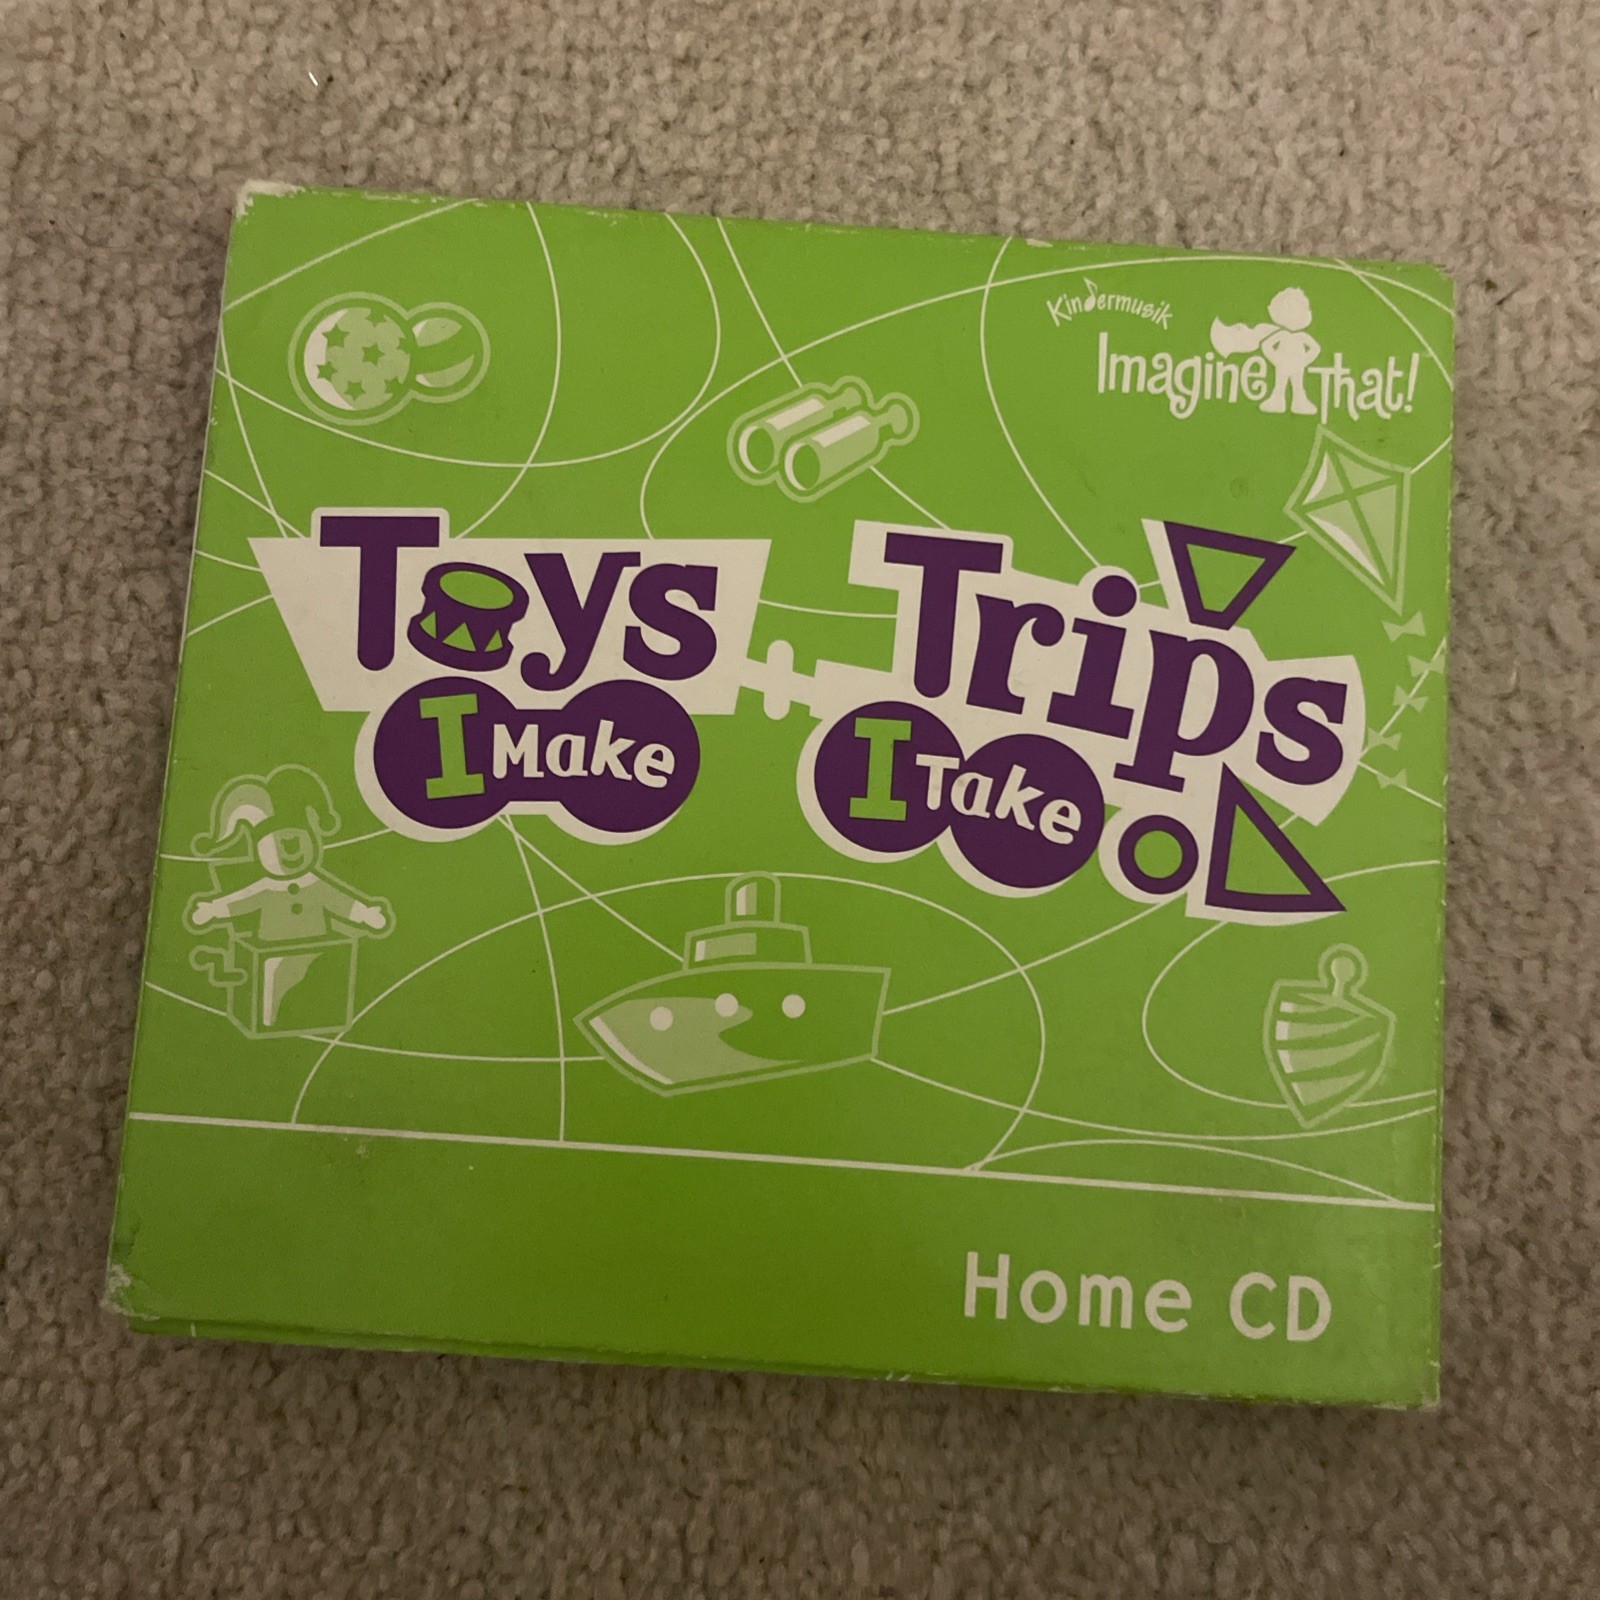 Kindermusik
Imagine That!
Toys
I Make
Trips
I Take
Home CD